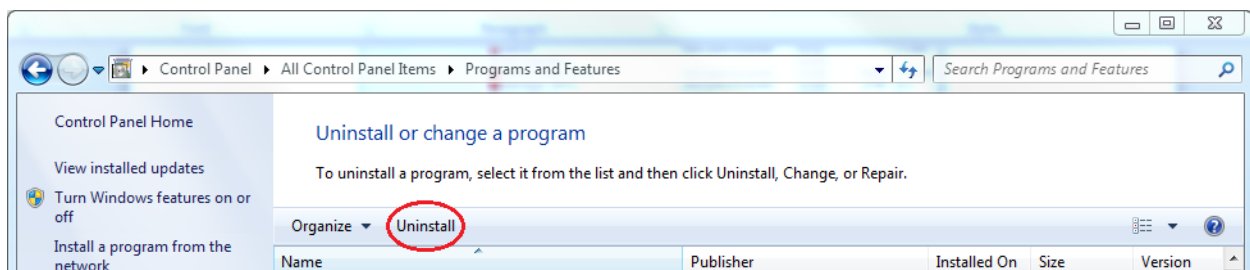 Control Panel All Control Panel Items Programs and Features Search Programs and Features
Control Panel Home
Uninstall or change a program
View installed updates
To uninstall a program, select it from the list and then click Uninstall, Change, or Repair.
Turn Windows features on or
off
Organize Uninstall
Install a program from the
network
Name Publisher Installed On Size Version